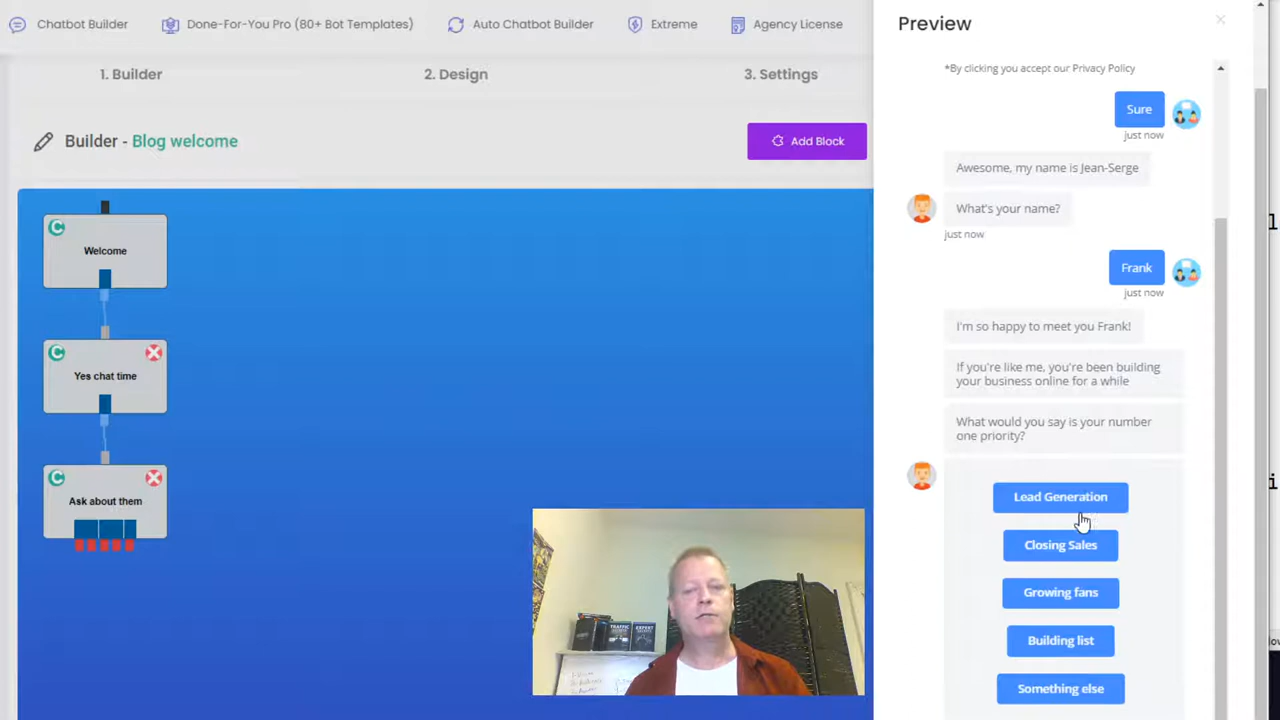 Chatbot Builder
Done-For-You Pro (80+ Bot Templates)
Auto Chatbot Builder
Extreme
Agency License
1. Builder
2. Design
3. Settings
Builder - Blog welcome
Add Block
C
Welcome
C
Yes chat time
C
Ask about them
TRAFFIC
EXPERT
Preview
*By clicking you accept our Privacy Policy
Sure
just now
Awesome, my name is Jean-Serge
What's your name?
just now
Frank
just now
I'm so happy to meet you Frank!
If you're like me, you're been building
your business online for a while
What would you say is your number
one priority?
Lead Generation
Closing Sales
Growing fans
Building list
Something else